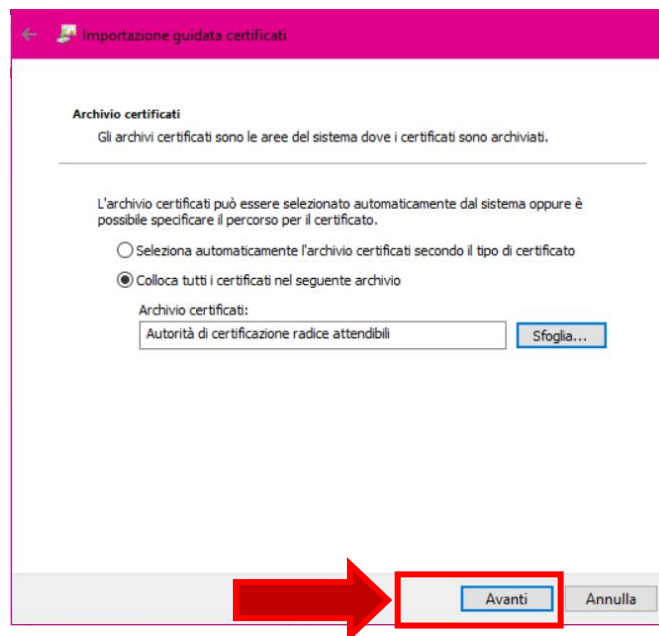 Importazione guidata certificati
Archivio certificati
Gli archivi certificati sono le aree del sistema dove i certificati sono archiviati.
L'archivio certificati può essere selezionato automaticamente dal sistema oppure è
possibile specificare il percorso per il certificato.
Seleziona automaticamente l'archivio certificati secondo il tipo di certificato
Colloca tutti i certificati nel seguente archivio
Archivio certificati:
Autorità di certificazione radice attendibili
Sfoglia...
Avanti
Annulla